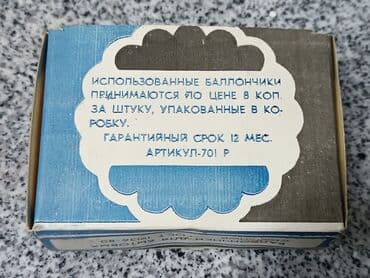 ИСПОЛЬЗОВАННЫЕ БАЛЛОНЧИКИ
ПРИНИМАЮТСЯ ПО ЦЕНЕ 8 КОП.
ЗА ШТУКУ, УПАКОВАННЫЕ В КО-
РОБКУ.
ГАРАНТИЙНЫЙ СРОК 12 МЕС.
АРТИКУЛ-701 Р